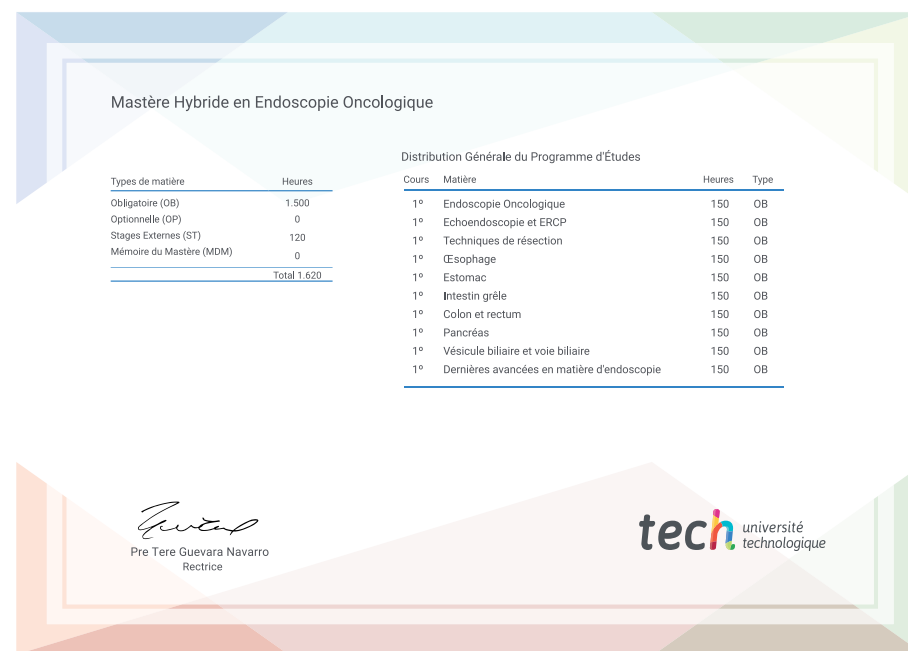 Mastère Hybride en Endoscopie Oncologique
Types de matière Heures
Obligatoire (OB) 1.500
Optionnelle (OP) 0
Stages Externes (ST) 120
Mémoire du Mastère (MDM) 0
Total 1.620
Distribution Générale du Programme d'Études
Cours Matière Heures Type
1º Endoscopie Oncologique 150 OB
1º Echoendoscopie et ERCP 150 OB
1º Techniques de résection 150 OB
1º Œsophage 150 OB
1º Estomac 150 OB
1º Intestin grêle 150 OB
1º Colon et rectum 150 OB
1º Pancréas 150 OB
1º Vésicule biliaire et voie biliaire 150 OB
1º Dernières avancées en matière d'endoscopie 150 OB
Pre Tere Guevara Navarro
Rectrice
tech université
technologique